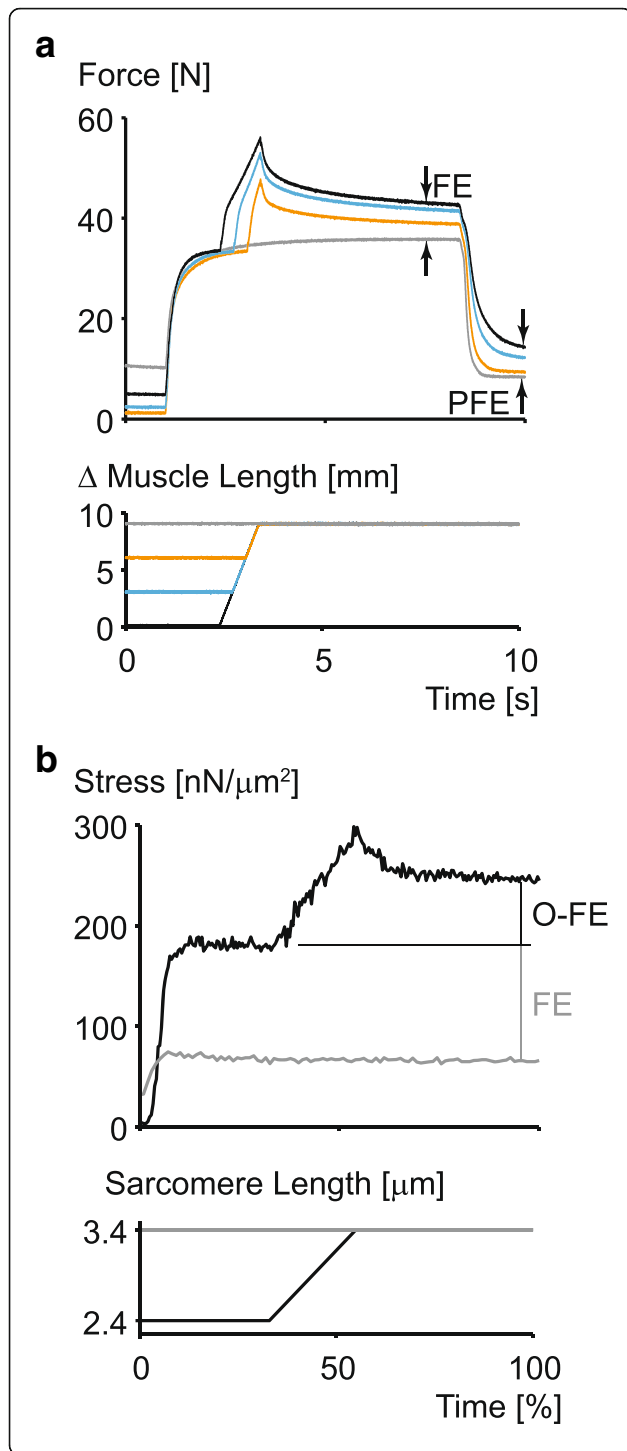 a
Force [N]
60
40
20
0
FE
PFE
Δ Muscle Length [mm]
10
5
0
0 5 10
Time [s]
b
Stress [nN/μm²]
300
200
100
0
O-FE
FE
Sarcomere Length [μm]
3.4
2.4
0 50 100
Time [%]